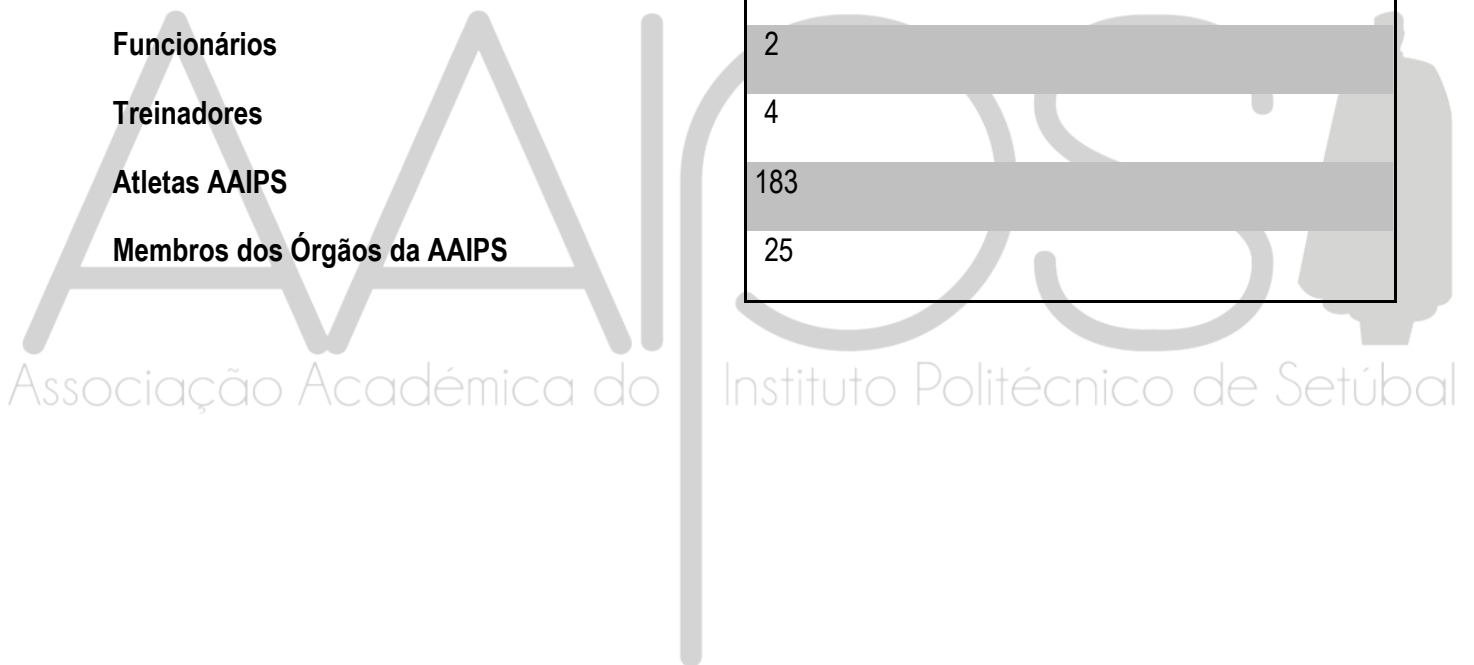 Funcionários 2
Treinadores 4
Atletas AAIPS 183
Membros dos Órgãos da AAIPS 25
AAIPS
Associação Académica do Instituto Politécnico de Setúbal